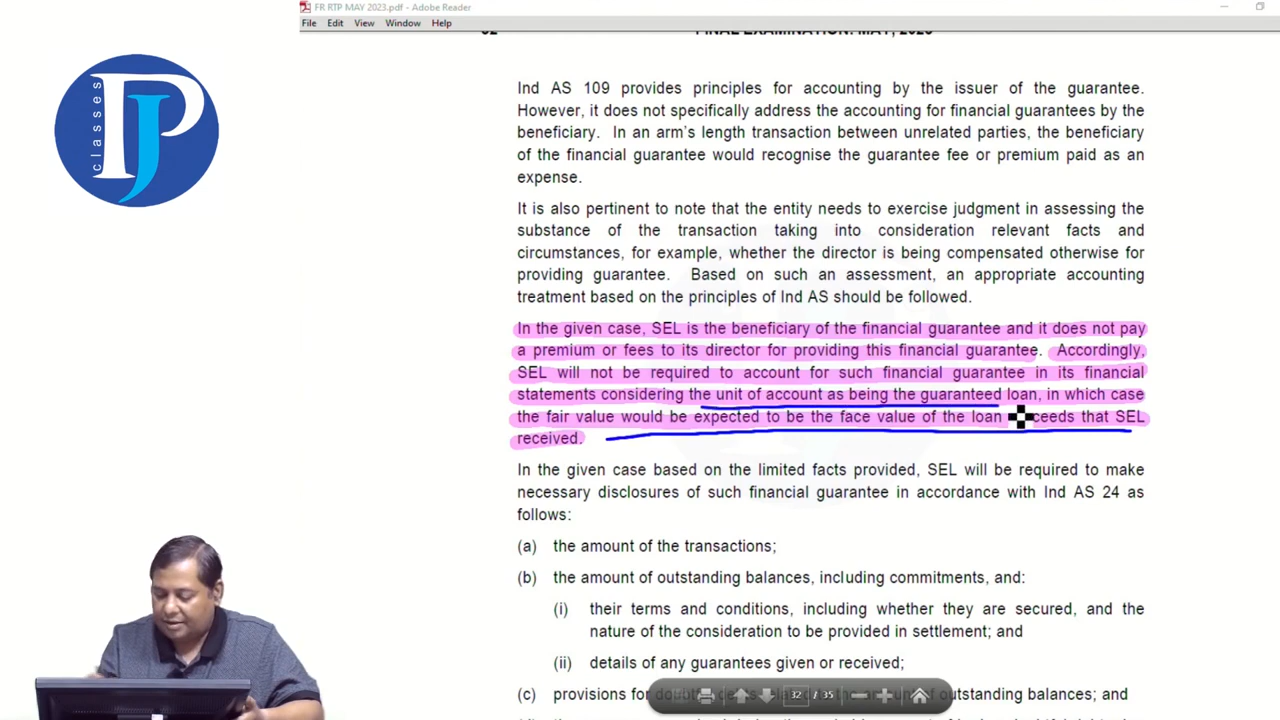 FR RTP MAY 2023.pdf - Adobe Reader
File Edit View Window Help
FINAL EXAMINATION: MAY, 2023
PJ
classes
Ind AS 109 provides principles for accounting by the issuer of the guarantee.
However, it does not specifically address the accounting for financial guarantees by the
beneficiary. In an arm's length transaction between unrelated parties, the beneficiary
of the financial guarantee would recognise the guarantee fee or premium paid as an
expense.
It is also pertinent to note that the entity needs to exercise judgment in assessing the
substance of the transaction taking into consideration relevant facts and
circumstances, for example, whether the director is being compensated otherwise for
providing guarantee. Based on such an assessment, an appropriate accounting
treatment based on the principles of Ind AS should be followed.
In the given case, SEL is the beneficiary of the financial guarantee and it does not pay
a premium or fees to its director for providing this financial guarantee. Accordingly,
SEL will not be required to account for such financial guarantee in its financial
statements considering the unit of account as being the guaranteed loan, in which case
the fair value would be expected to be the face value of the loan ceeds that SEL
received.
In the given case based on the limited facts provided, SEL will be required to make
necessary disclosures of such financial guarantee in accordance with Ind AS 24 as
follows:
(a) the amount of the transactions;
(b) the amount of outstanding balances, including commitments, and:
(i) their terms and conditions, including whether they are secured, and the
nature of the consideration to be provided in settlement; and
(ii) details of any guarantees given or received;
(c) provisions for outstanding balances; and
32 / 35